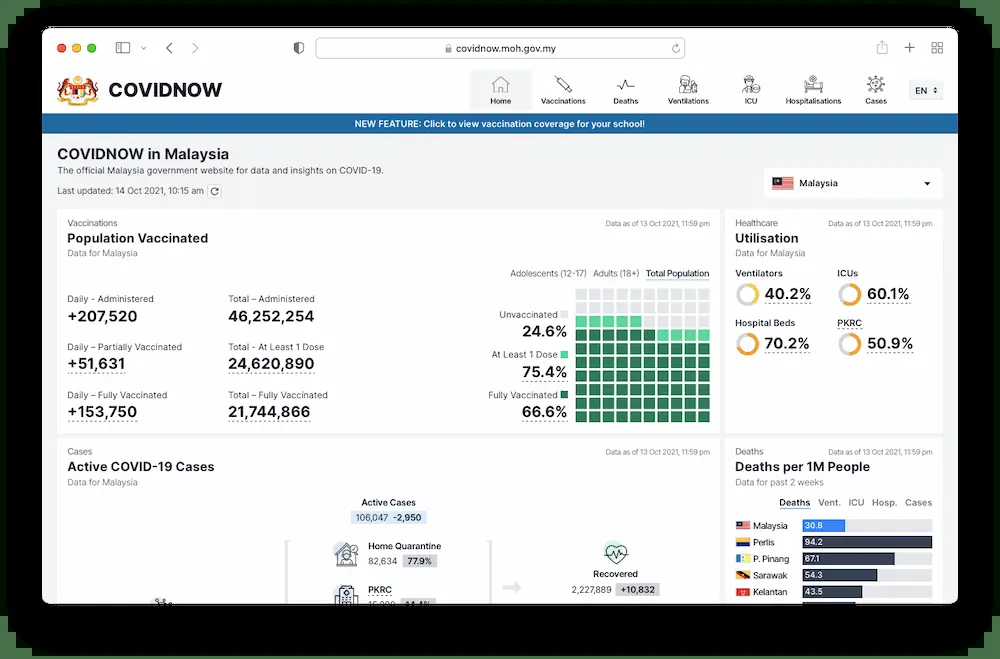 covidnow.moh.gov.my
COVIDNOW
Home
Vaccinations
Deaths
Ventilations
ICU
Hospitalisations
Cases
EN
NEW FEATURE: Click to view vaccination coverage for your school!
COVIDNOW in Malaysia
The official Malaysia government website for data and insights on COVID-19.
Last updated: 14 Oct 2021, 10:15 am
Malaysia
Vaccinations
Data as of 13 Oct 2021, 11:59 pm
Population Vaccinated
Data for Malaysia
Adolescents (12-17) Adults (18+) Total Population
Daily - Administered
+207,520
Total – Administered
46,252,254
Daily – Partially Vaccinated
+51,631
Total - At Least 1 Dose
24,620,890
Daily – Fully Vaccinated
+153,750
Total – Fully Vaccinated
21,744,866
Unvaccinated
24.6%
At Least 1 Dose
75.4%
Fully Vaccinated
66.6%
Healthcare
Data as of 13 Oct 2021, 11:59 pm
Utilisation
Data for Malaysia
Ventilators
40.2%
ICUs
60.1%
Hospital Beds
70.2%
PKRC
50.9%
Cases
Data as of 13 Oct 2021, 11:59 pm
Active COVID-19 Cases
Data for Malaysia
Active Cases
106,047 -2,950
Home Quarantine
82,634 77.9%
PKRC
Recovered
2,227,889 +10,832
Deaths
Data as of 13 Oct 2021, 11:59 pm
Deaths per 1M People
Data for past 2 weeks
Deaths Vent. ICU Hosp. Cases
Malaysia 30.8
Perlis 94.2
P. Pinang 67.1
Sarawak 54.3
Kelantan 43.5